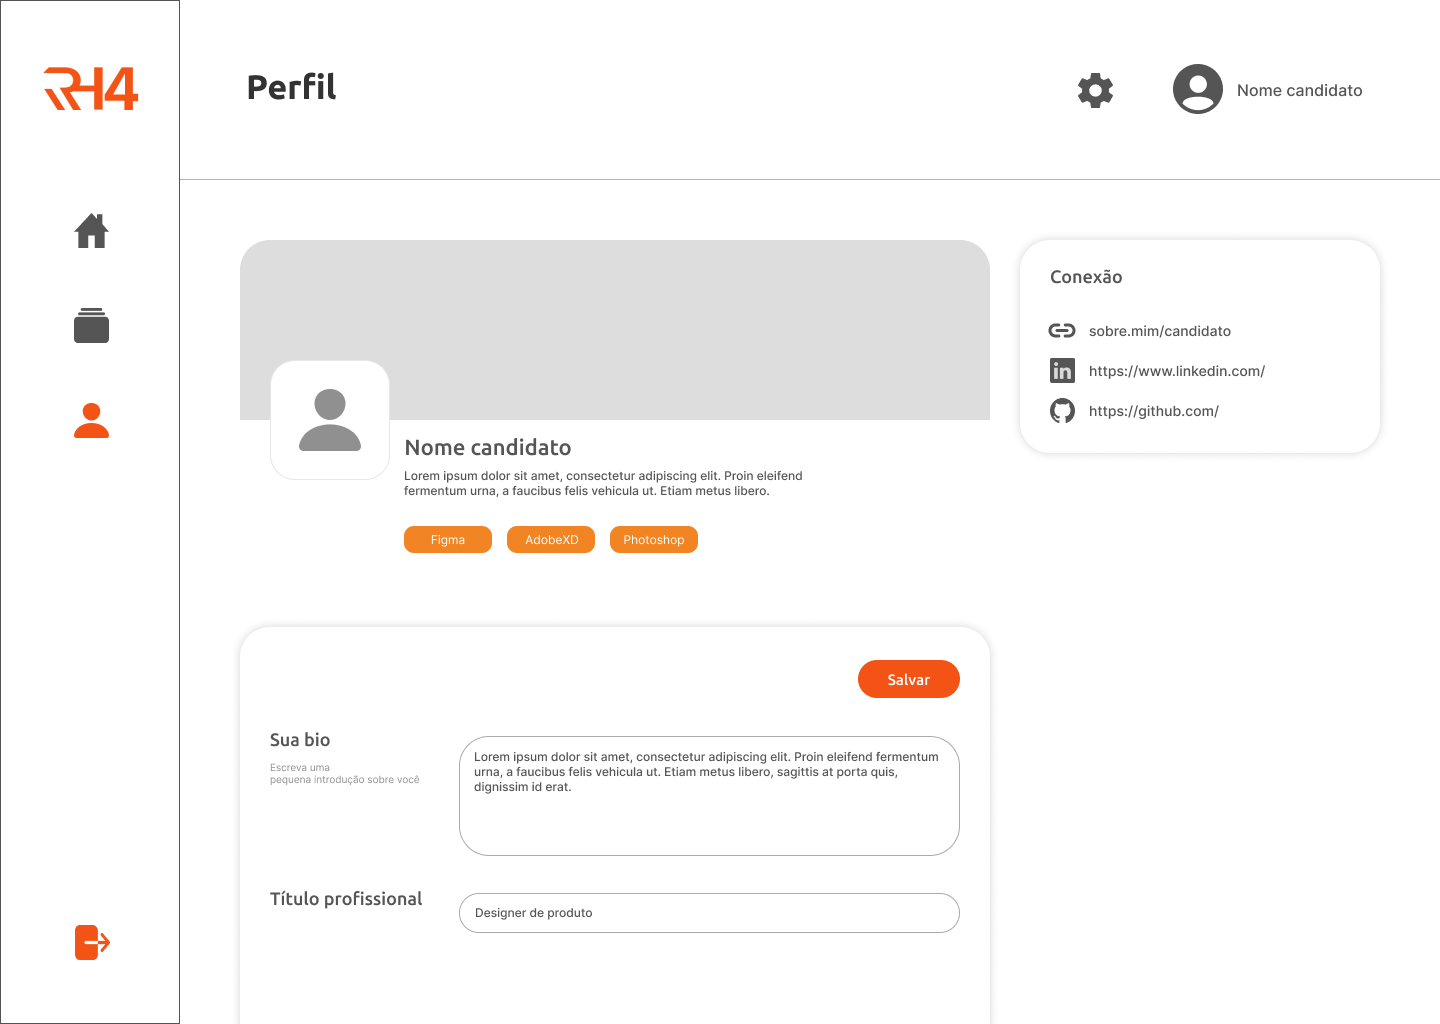 RH4
Perfil
Nome candidato
Conexão
sobre.mim/candidato
https://www.linkedin.com/
in
https://github.com/
Nome candidato
Lorem ipsum dolor sit amet, consectetur adipiscing elit. Proin eleifend
fermentum urna, a faucibus felis vehicula ut. Etiam metus libero.
Figma
AdobeXD
Photoshop
Salvar
Sua bio
Escreva uma
pequena introdução sobre você
Lorem ipsum dolor sit amet, consectetur adipiscing elit. Proin eleifend fermentum
urna, a faucibus felis vehicula ut. Etiam metus libero, sagittis at porta quis,
dignissim id erat.
Título profissional
Designer de produto